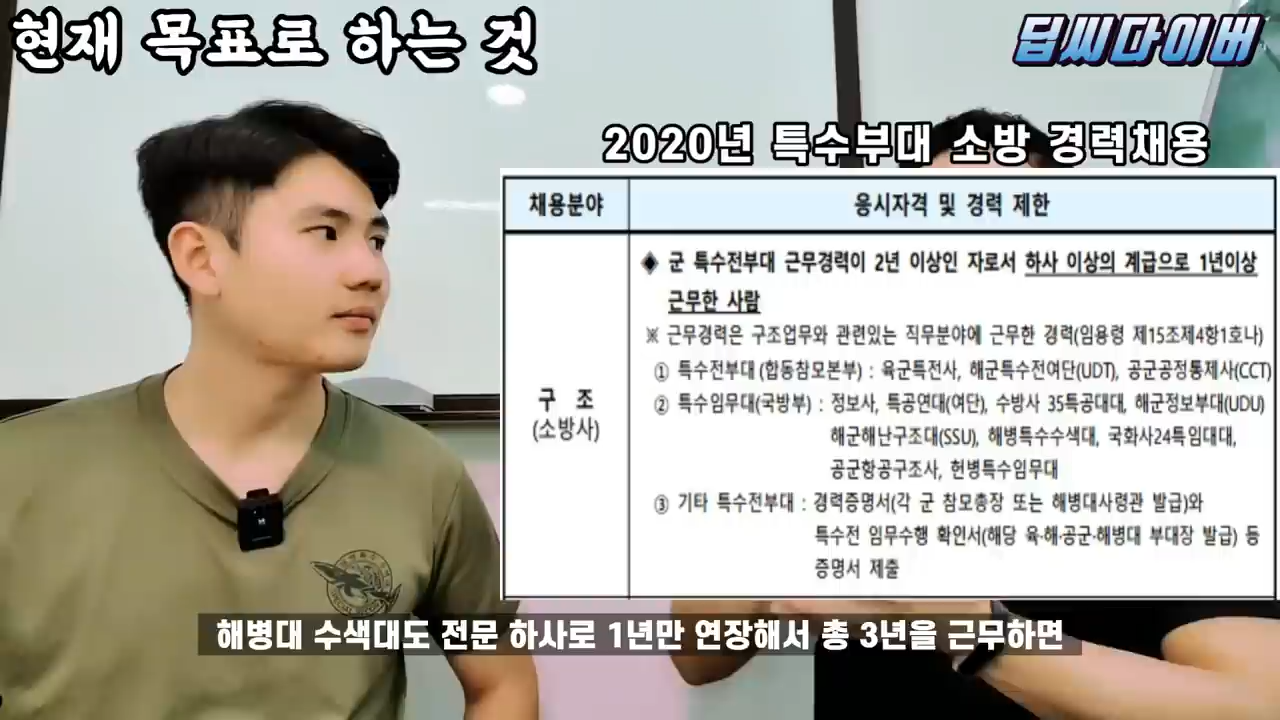 현재 목표로 하는 것
딥씨다이버
2020년 특수부대 소방 경력채용
채용분야
응시자격 및 경력 제한
구 조
(소방사)
◆ 군 특수전부대 근무경력이 2년 이상인 자로서 하사 이상의 계급으로 1년이상
근무한 사람
※ 근무경력은 구조업무와 관련있는 직무분야에 근무한 경력(임용령 제15조제4항1호나)
① 특수전부대(합동참모본부) : 육군특전사, 해군특수전여단(UDT), 공군공정통제사(CCT)
② 특수임무대(국방부) : 정보사, 특공연대(여단), 수방사 35특공대대, 해군정보부대(UDU)
해군해난구조대(SSU), 해병특수수색대, 국화사24특임대대,
공군항공구조사, 헌병특수임무대
③ 기타 특수전부대 : 경력증명서(각 군 참모총장 또는 해병대사령관 발급)와
특수전 임무수행 확인서(해당 육·해·공군·해병대 부대장 발급) 등
증명서 제출
해병대 수색대도 전문 하사로 1년만 연장해서 총 3년을 근무하면